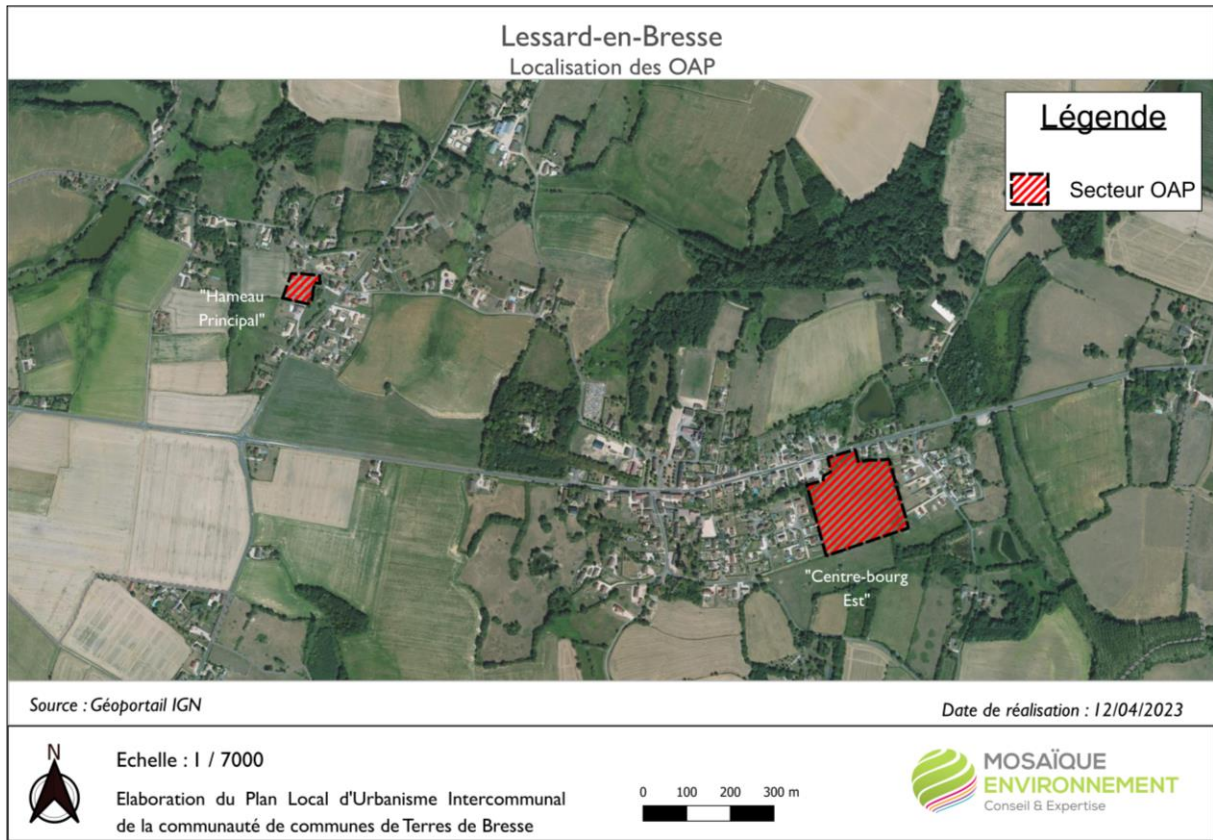 Lessard-en-Bresse
Localisation des OAP
Légende
Secteur OAP
"Hameau
Principal"
"Centre-bourg
Est"
Source : Géoportail IGN
Date de réalisation : 12/04/2023
N
Echelle : 1 / 7000
Elaboration du Plan Local d'Urbanisme Intercommunal
de la communauté de communes de Terres de Bresse
0 100 200 300 m
MOSAÏQUE
ENVIRONNEMENT
Conseil & Expertise